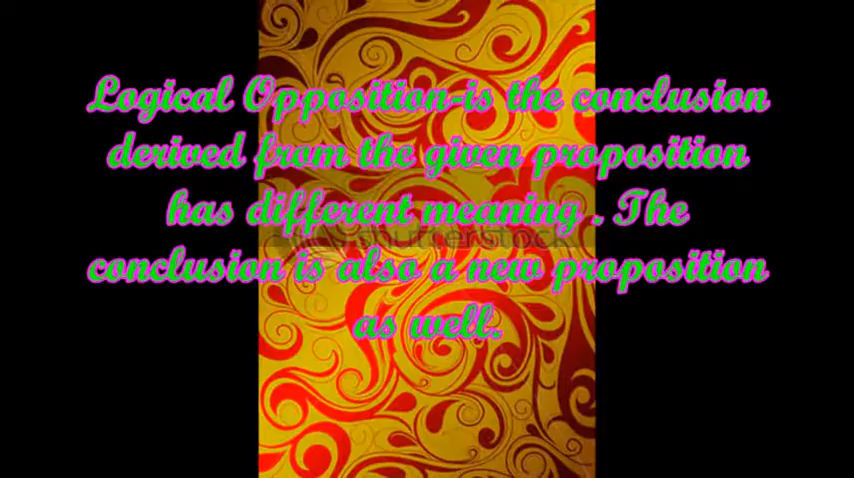 Logical Opposition-is the conclusion
derived from the given proposition
has different meaning . The
shutterstock
conclusion is also a new proposition
as well.